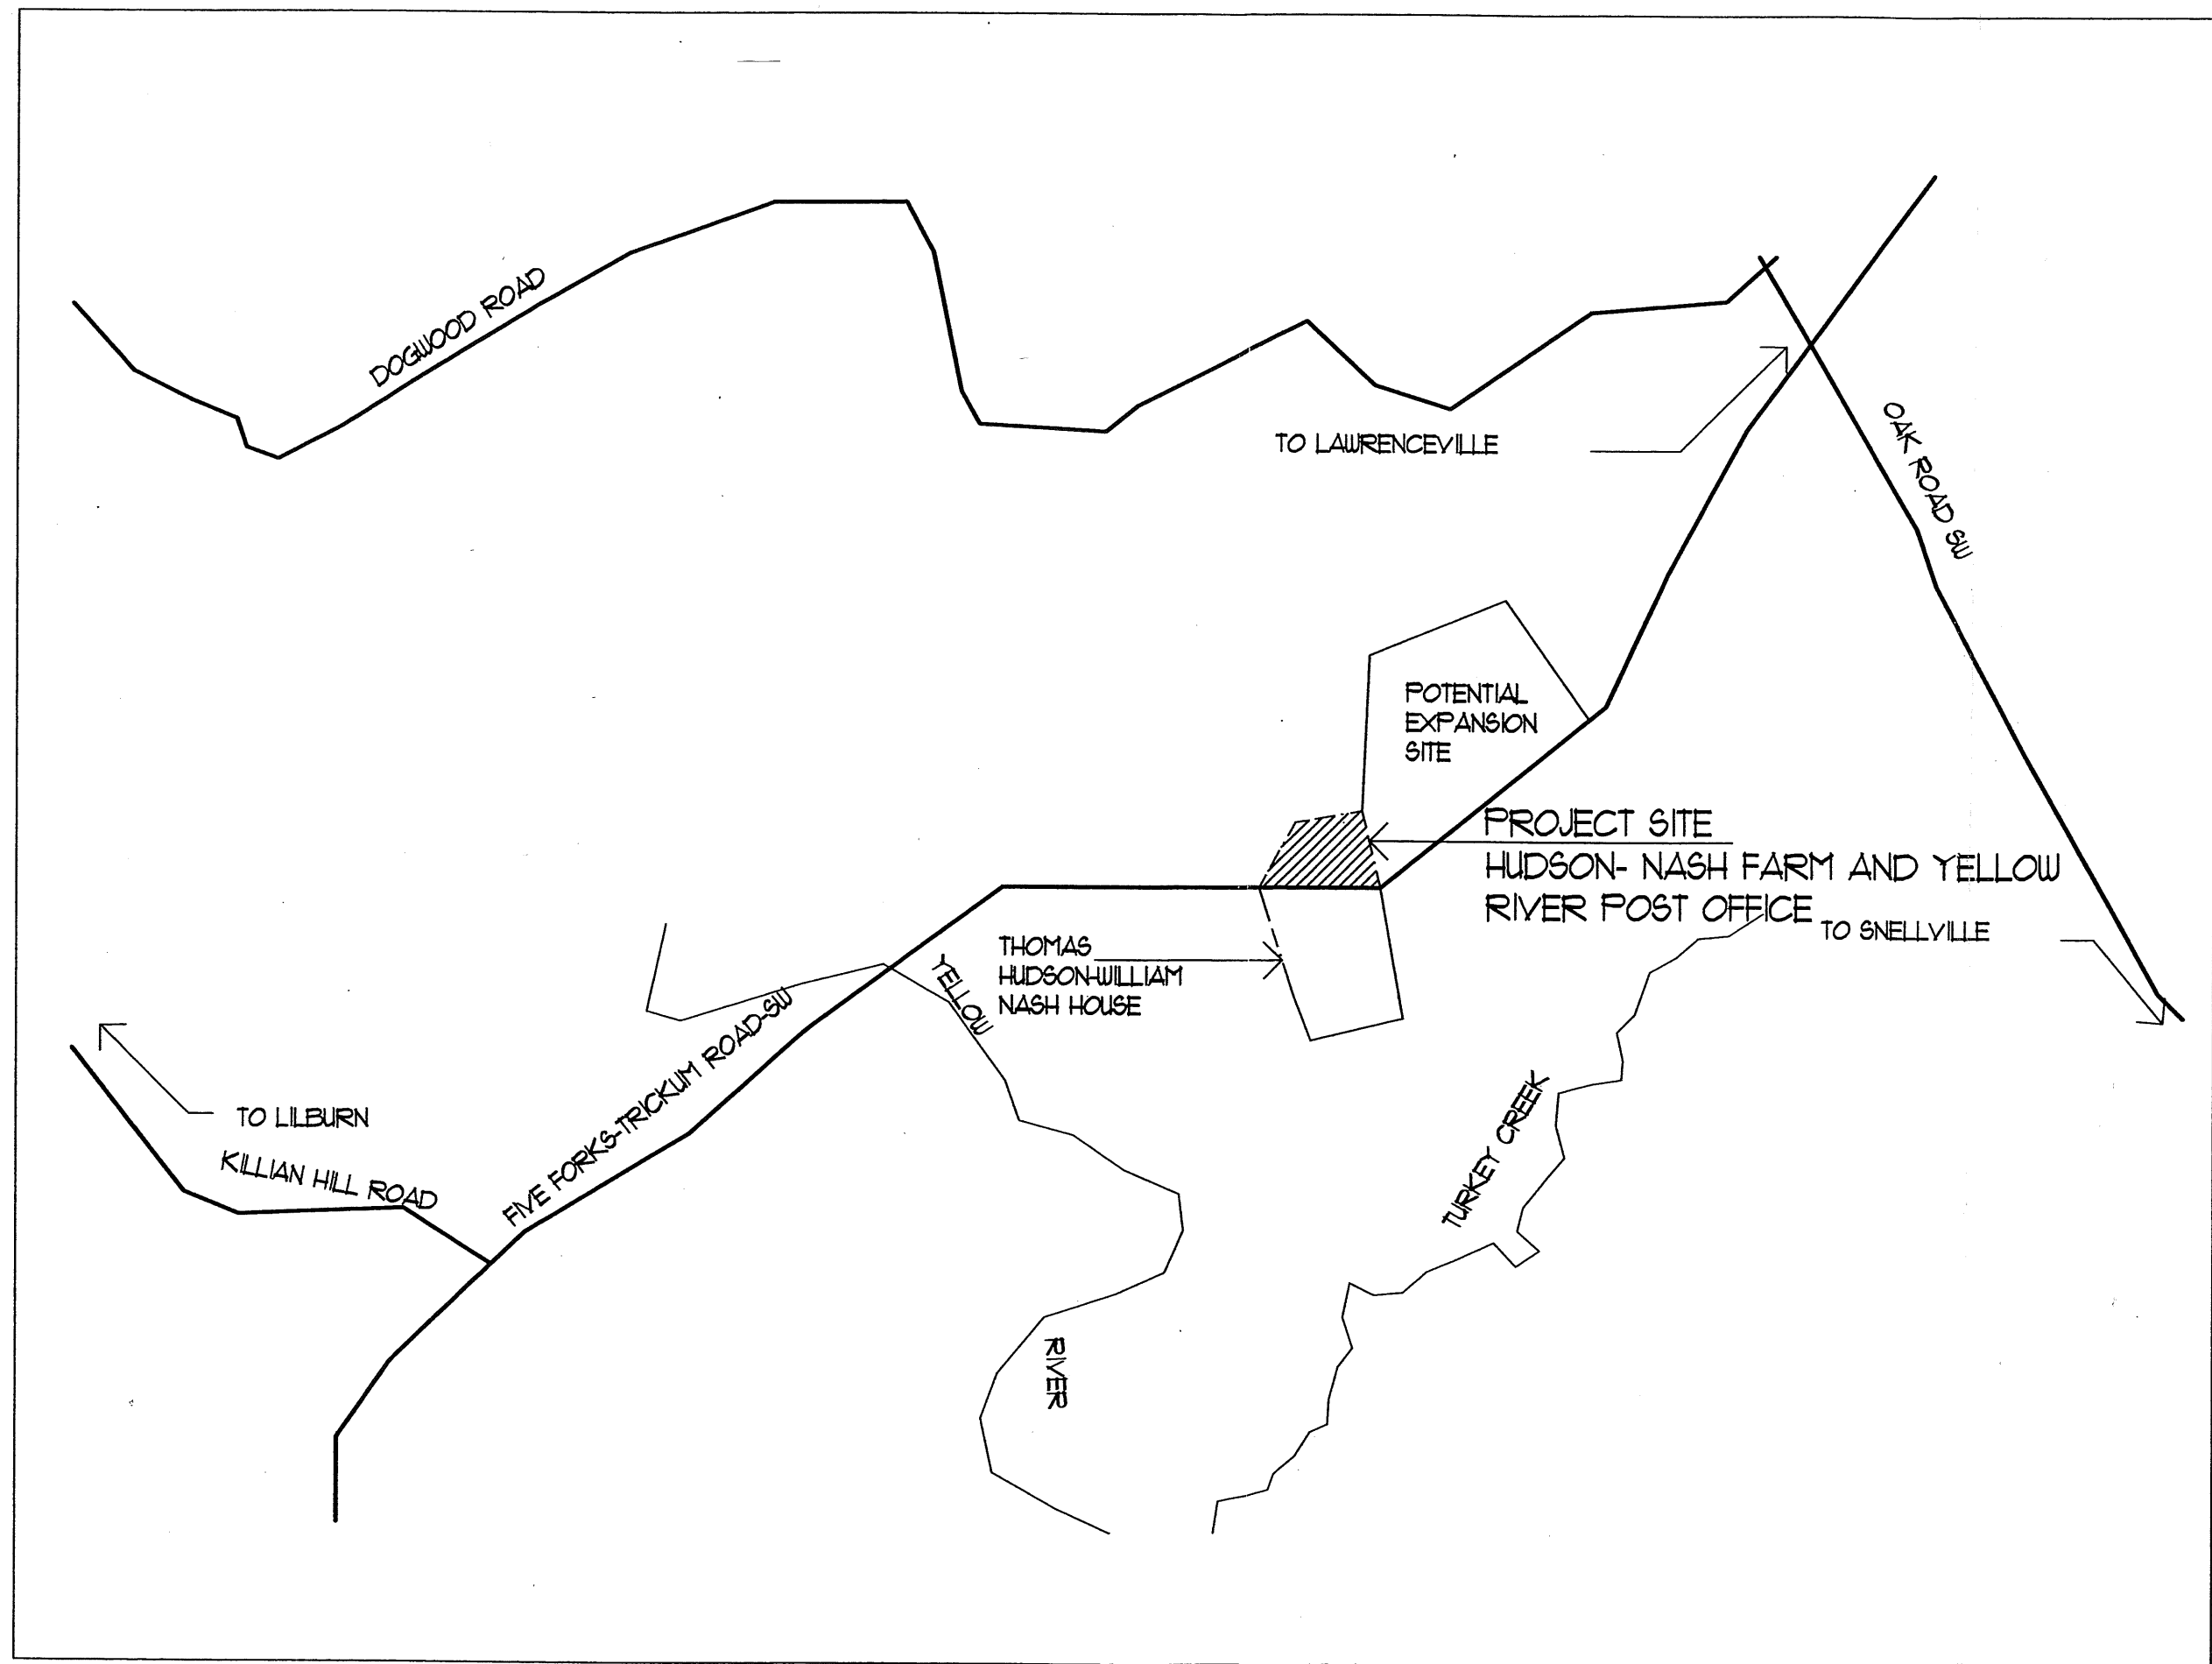 DOGWOOD ROAD
TO LAWRENCEVILLE
OAK ROAD SW
POTENTIAL
EXPANSION
SITE
PROJECT SITE
HUDSON- NASH FARM AND YELLOW
RIVER POST OFFICE
TO SNELLVILLE
THOMAS
HUDSON-WILLIAM
NASH HOUSE
YELLOW
RIVER
FIVE FORKS-TRICKUM ROAD-SW
TO LILBURN
KILLIAN HILL ROAD
TURKEY CREEK